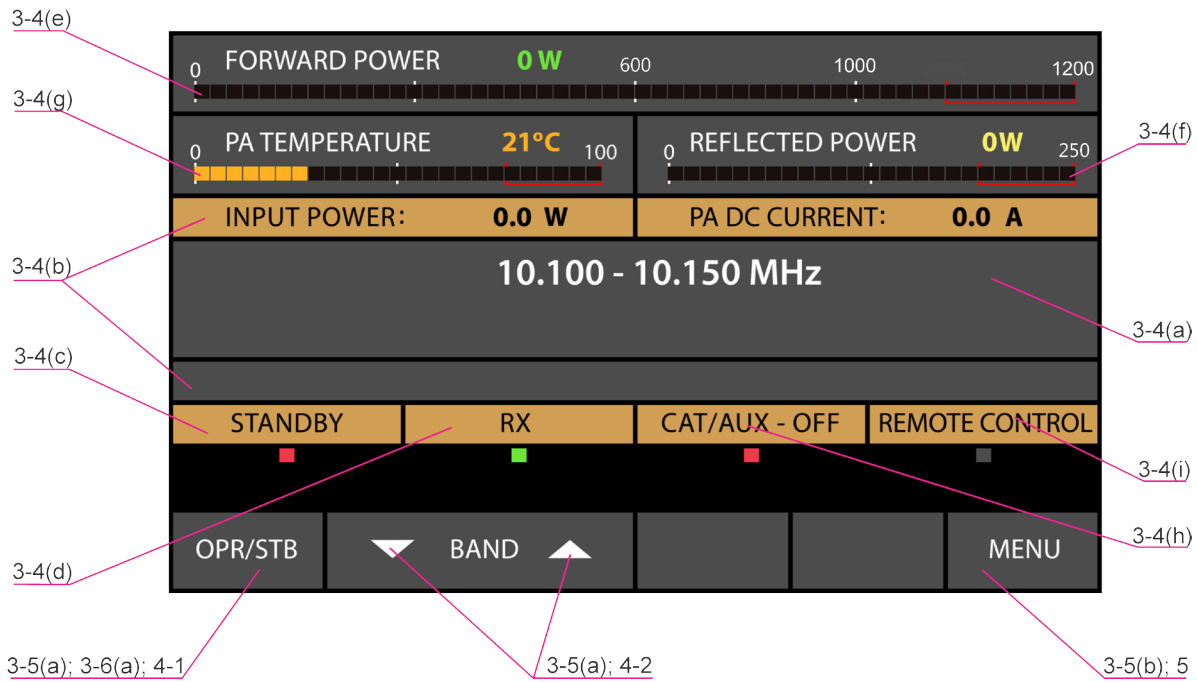 3-4(e)
0 FORWARD POWER 0 W 600 1000 1200
3-4(g)
0 PA TEMPERATURE 21°C 100
0 REFLECTED POWER 0W 250
3-4(f)
INPUT POWER: 0.0 W
PA DC CURRENT: 0.0 A
3-4(b)
10.100 - 10.150 MHz
3-4(a)
3-4(c)
STANDBY
RX
CAT/AUX - OFF
REMOTE CONTROL
3-4(i)
3-4(h)
OPR/STB
BAND
MENU
3-4(d)
3-5(a); 3-6(a); 4-1
3-5(a); 4-2
3-5(b); 5